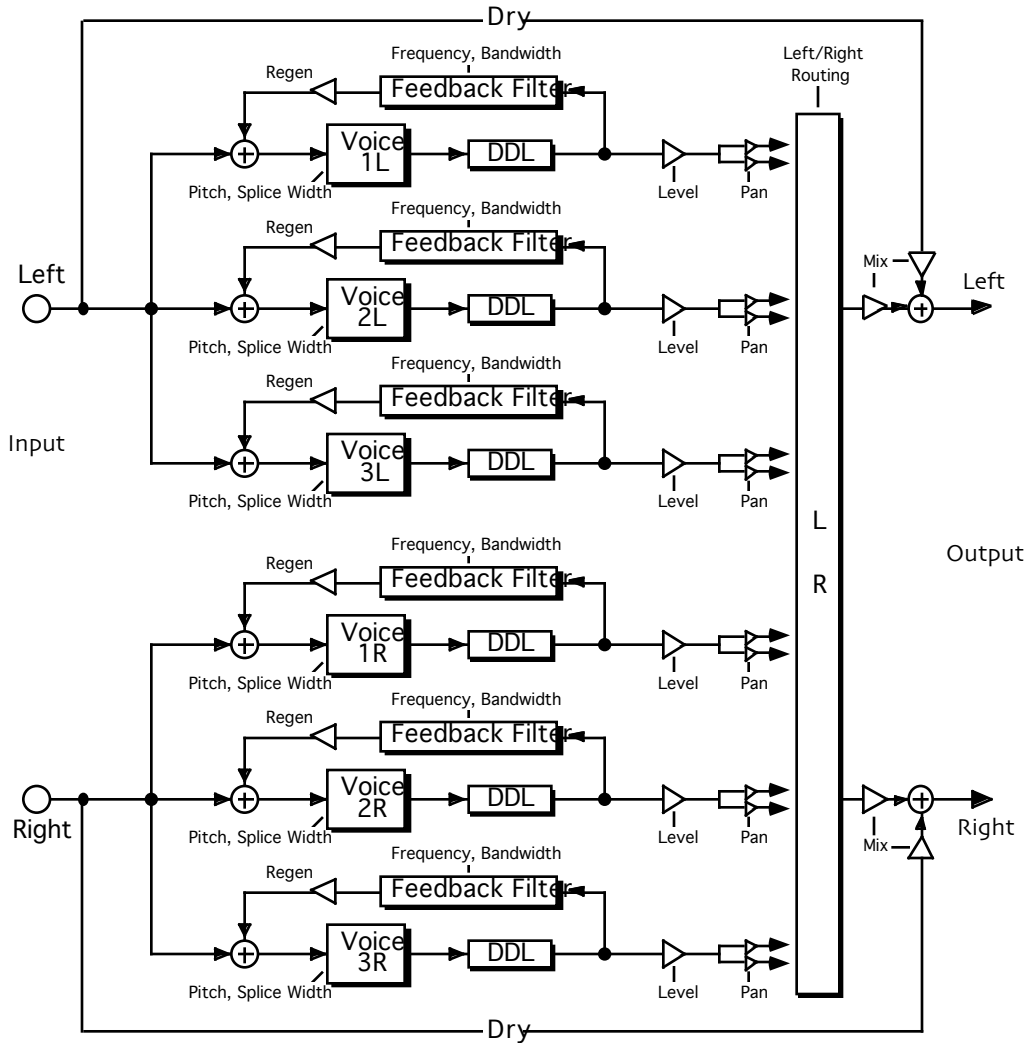 Dry
Frequency, Bandwidth
Left/Right
Routing
Regen
Feedback Filter
Voice
1L
DDL
Pitch, Splice Width
Level
Pan
Frequency, Bandwidth
Regen
Feedback Filter
Left
Voice
2L
DDL
Mix
Left
Pitch, Splice Width
Level
Pan
Frequency, Bandwidth
Regen
Feedback Filter
Input
Voice
3L
DDL
Pitch, Splice Width
Level
Pan
L
R
Output
Frequency, Bandwidth
Regen
Feedback Filter
Voice
1R
DDL
Pitch, Splice Width
Level
Pan
Frequency, Bandwidth
Regen
Feedback Filter
Right
Voice
2R
DDL
Right
Mix
Pitch, Splice Width
Level
Pan
Frequency, Bandwidth
Regen
Feedback Filter
Voice
3R
DDL
Pitch, Splice Width
Level
Pan
Dry